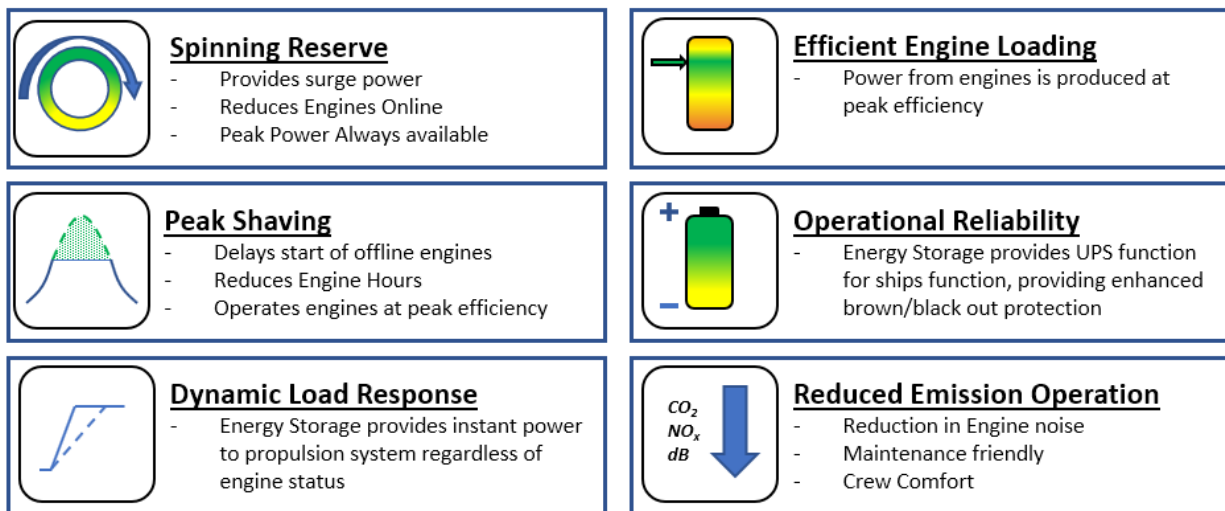 Spinning Reserve
- Provides surge power
- Reduces Engines Online
- Peak Power Always available
Efficient Engine Loading
- Power from engines is produced at
peak efficiency
Peak Shaving
- Delays start of offline engines
- Reduces Engine Hours
- Operates engines at peak efficiency
+
−
Operational Reliability
- Energy Storage provides UPS function
for ships function, providing enhanced
brown/black out protection
Dynamic Load Response
- Energy Storage provides instant power
to propulsion system regardless of
engine status
CO₂
NOₓ
dB
Reduced Emission Operation
- Reduction in Engine noise
- Maintenance friendly
- Crew Comfort